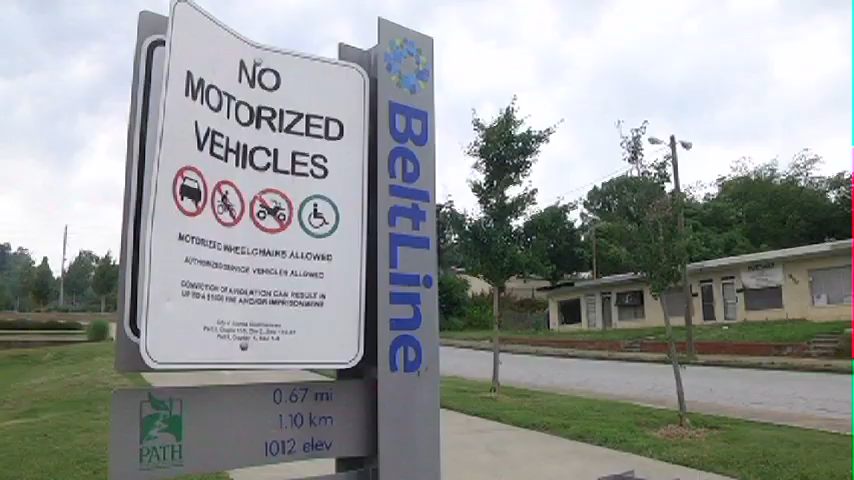 NO
MOTORIZED
VEHICLES
MOTORIZED WHEELCHAIRS ALLOWED
AUTHORIZED SERVICE VEHICLES ALLOWED
CONVICTION OF A VIOLATION CAN RESULT IN
UP TO A $1000 FINE AND/OR IMPRISONMENT
BeltLine
0.67 mi
1.10 km
1012 elev
PATH